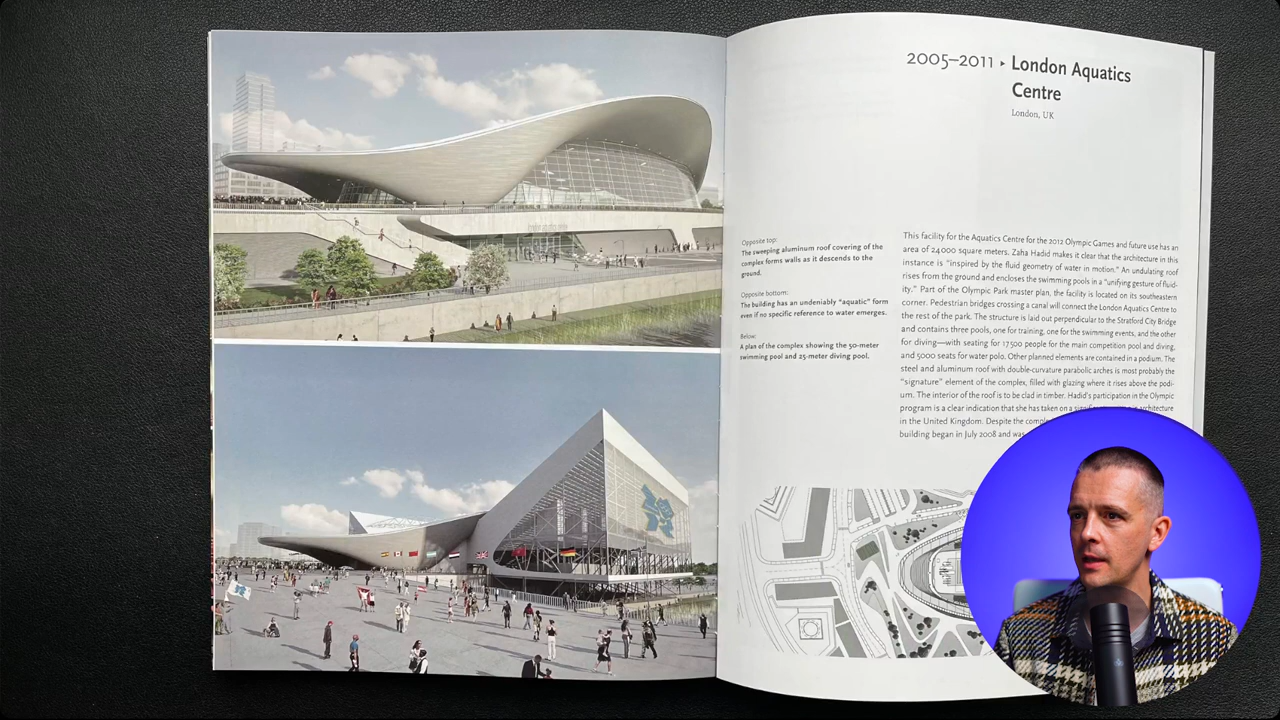 2005–2011 ▸ London Aquatics
Centre
London, UK
Opposite top:
The sweeping aluminum roof covering of the
complex forms walls as it descends to the
ground.
Opposite bottom:
The building has an undeniably "aquatic" form
even if no specific reference to water emerges.
Below:
A plan of the complex showing the 50-meter
swimming pool and 25-meter diving pool.
This facility for the Aquatics Centre for the 2012 Olympic Games and future use has an
area of 24000 square meters. Zaha Hadid makes it clear that the architecture in this
instance is "inspired by the fluid geometry of water in motion." An undulating roof
rises from the ground and encloses the swimming pools in a "unifying gesture of fluid-
ity." Part of the Olympic Park master plan, the facility is located on its southeastern
corner. Pedestrian bridges crossing a canal will connect the London Aquatics Centre to
the rest of the park. The structure is laid out perpendicular to the Stratford City Bridge
and contains three pools, one for training, one for the swimming events, and the other
for diving—with seating for 17500 people for the main competition pool and diving,
and 5000 seats for water polo. Other planned elements are contained in a podium. The
steel and aluminum roof with double-curvature parabolic arches is most probably the
"signature" element of the complex, filled with glazing where it rises above the podi-
um. The interior of the roof is to be clad in timber. Hadid's participation in the Olympic
program is a clear indication that she has taken on a architecture
in the United Kingdom. Despite the
building began in July 2008 and was